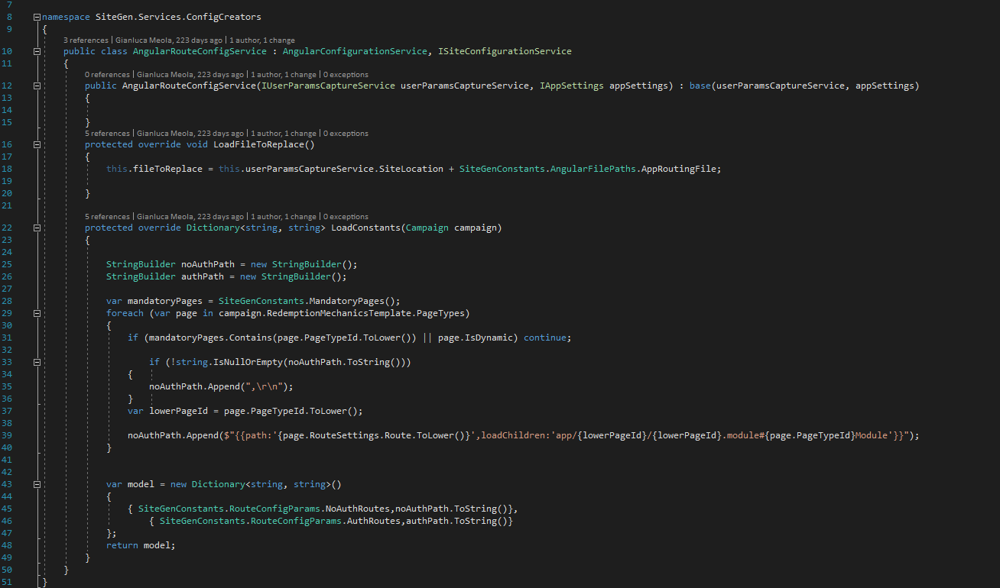 7
8 namespace SiteGen.Services.ConfigCreators
9 {
3 references | Gianluca Meola, 223 days ago | 1 author, 1 change
10 public class AngularRouteConfigService : AngularConfigurationService, ISiteConfigurationService
11 {
0 references | Gianluca Meola, 223 days ago | 1 author, 1 change | 0 exceptions
12 public AngularRouteConfigService(IUserParamsCaptureService userParamsCaptureService, IAppSettings appSettings) : base(userParamsCaptureService, appSettings)
13 {
14
15 }
5 references | Gianluca Meola, 223 days ago | 1 author, 1 change | 0 exceptions
16 protected override void LoadFileToReplace()
17 {
18 this.fileToReplace = this.userParamsCaptureService.SiteLocation + SiteGenConstants.AngularFilePaths.AppRoutingFile;
19
20 }
21
5 references | Gianluca Meola, 223 days ago | 1 author, 1 change | 0 exceptions
22 protected override Dictionary<string, string> LoadConstants(Campaign campaign)
23 {
24
25 StringBuilder noAuthPath = new StringBuilder();
26 StringBuilder authPath = new StringBuilder();
27
28 var mandatoryPages = SiteGenConstants.MandatoryPages();
29 foreach (var page in campaign.RedemptionMechanicsTemplate.PageTypes)
30 {
31 if (mandatoryPages.Contains(page.PageTypeId.ToLower()) || page.IsDynamic) continue;
32
33 if (!string.IsNullOrEmpty(noAuthPath.ToString()))
34 {
35 noAuthPath.Append(",\r\n");
36 }
37 var lowerPageId = page.PageTypeId.ToLower();
38
39 noAuthPath.Append($"{{path:'{page.RouteSettings.Route.ToLower()}',loadChildren:'app/{lowerPageId}/{lowerPageId}.module#{page.PageTypeId}Module'}}");
40 }
41
42
43 var model = new Dictionary<string, string>()
44 {
45 { SiteGenConstants.RouteConfigParams.NoAuthRoutes,noAuthPath.ToString()},
46 { SiteGenConstants.RouteConfigParams.AuthRoutes,authPath.ToString()}
47 };
48 return model;
49 }
50 }
51 }